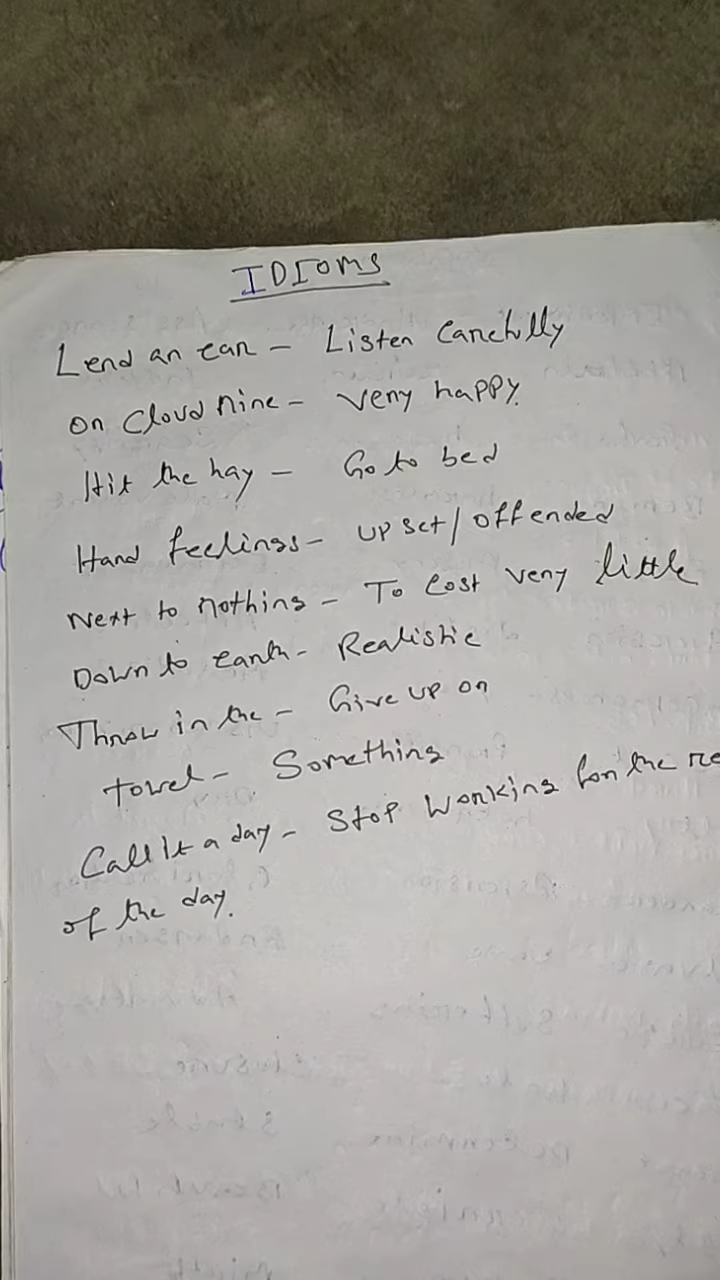 IDIOMS
Lend an ear - Listen Carefully
On Cloud nine - Very happy.
Hit the hay - Go to bed
Hard feelings - upset/offended
Next to nothing - To Cost very little
Down to earth - Realistic
Throw in the - Give up on
towel - Something
Call It a day - Stop Working for the re
of the day.